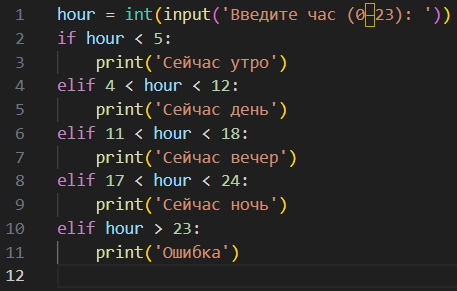 1 hour = int(input('Введите час (0–23): '))
2 if hour < 5:
3     print('Сейчас утро')
4 elif 4 < hour < 12:
5     print('Сейчас день')
6 elif 11 < hour < 18:
7     print('Сейчас вечер')
8 elif 17 < hour < 24:
9     print('Сейчас ночь')
10 elif hour > 23:
11     print('Ошибка')
12